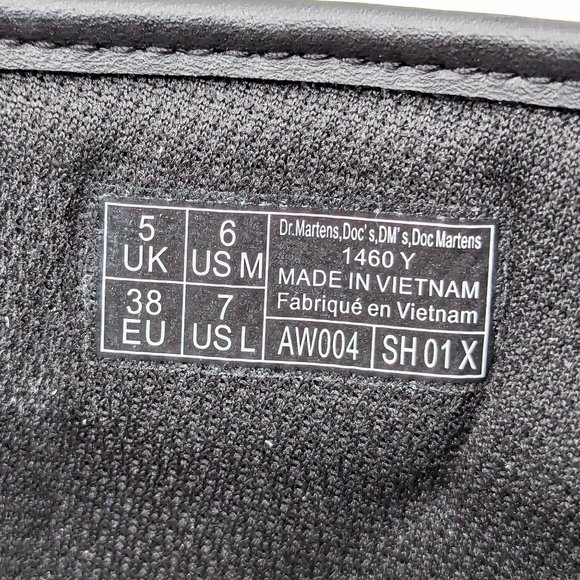 5
UK
6
US M
38
EU
7
US L
Dr.Martens,Doc's,DM's,Doc Martens
1460 Y
MADE IN VIETNAM
Fabriqué en Vietnam
AW004
SH 01 X